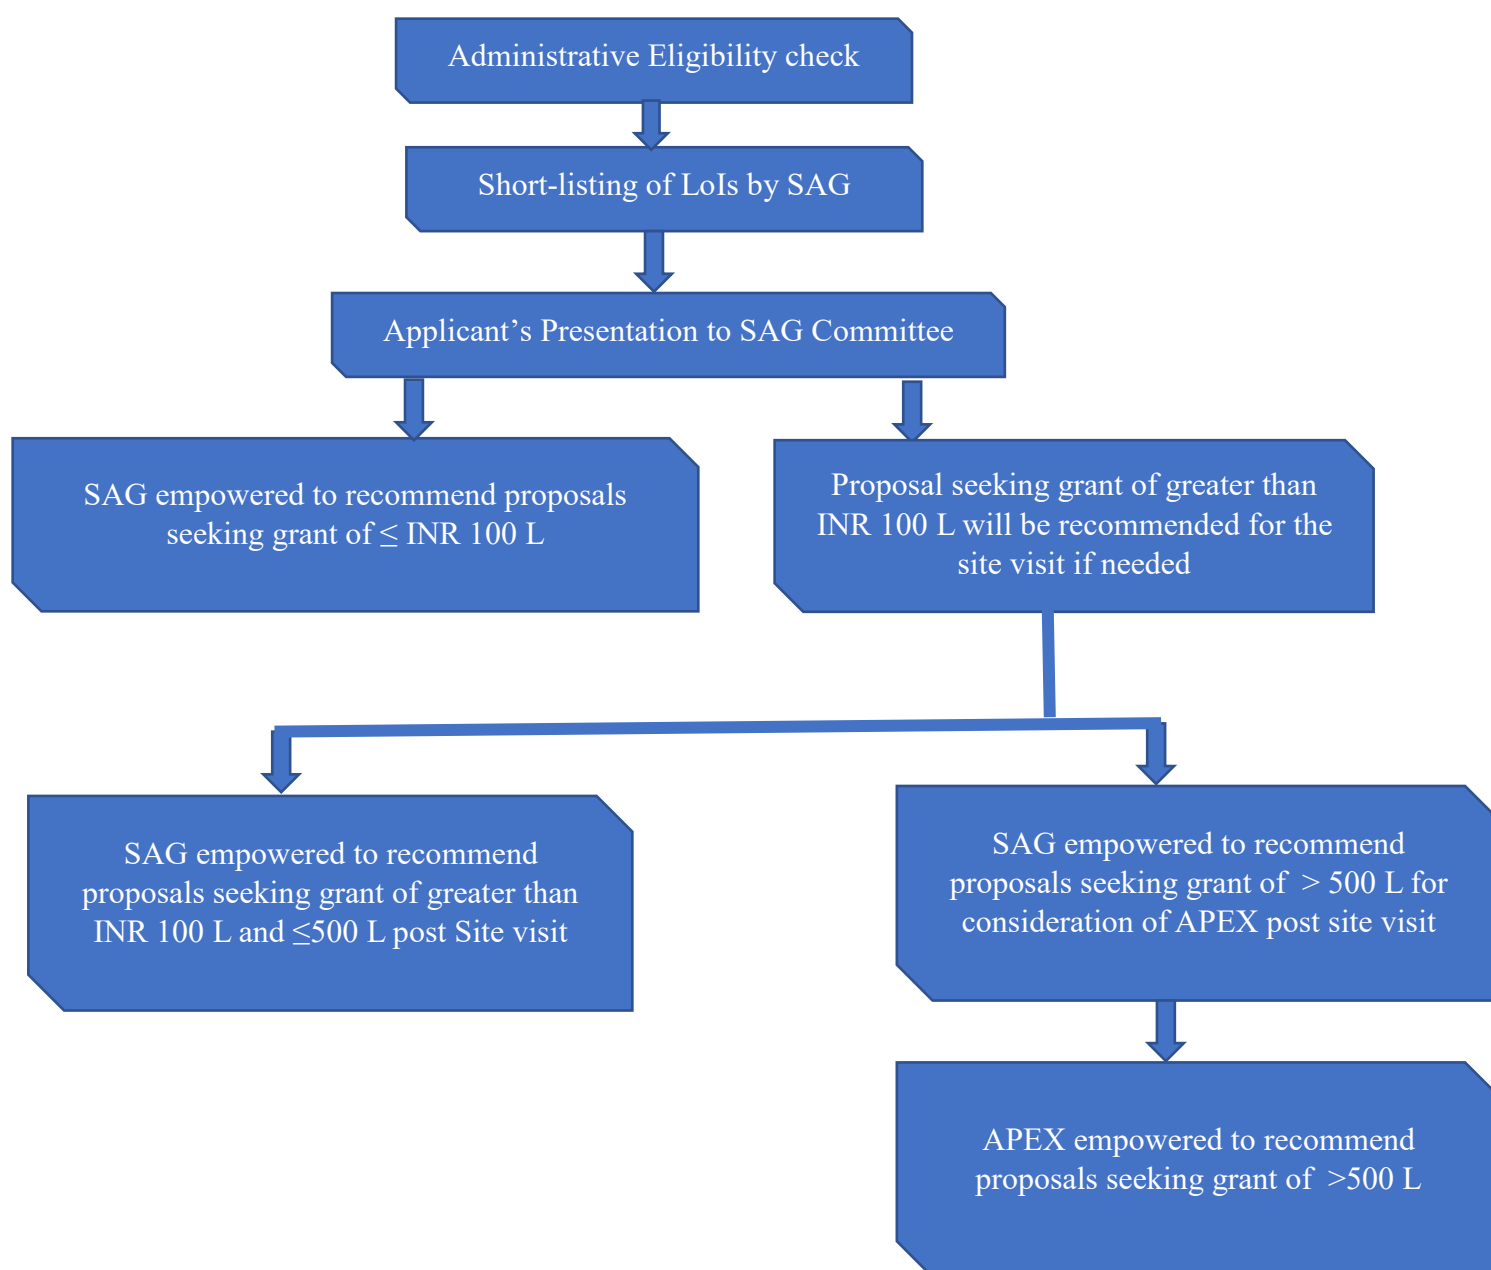 Administrative Eligibility check
Short-listing of LoIs by SAG
Applicant’s Presentation to SAG Committee
SAG empowered to recommend proposals
seeking grant of ≤ INR 100 L
Proposal seeking grant of greater than
INR 100 L will be recommended for the
site visit if needed
SAG empowered to recommend
proposals seeking grant of greater than
INR 100 L and ≤500 L post Site visit
SAG empowered to recommend
proposals seeking grant of  > 500 L for
consideration of APEX post site visit
APEX empowered to recommend
proposals seeking grant of  >500 L